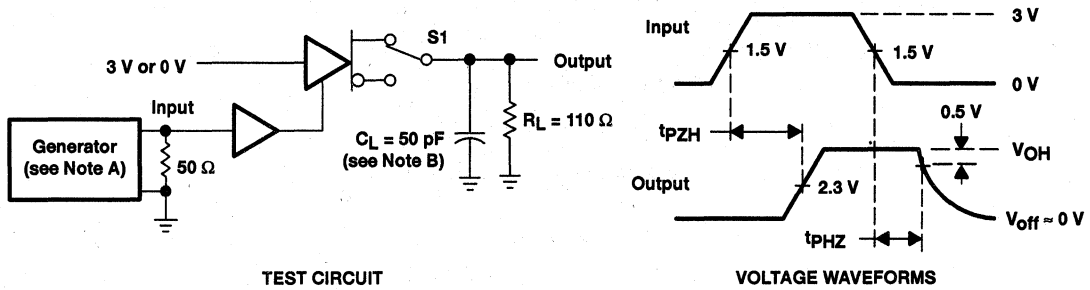 S1
3 V or 0 V
Output
Input
Generator
(see Note A)
50 Ω
CL = 50 pF
(see Note B)
RL = 110 Ω
TEST CIRCUIT
3 V
Input
1.5 V
1.5 V
0 V
0.5 V
tPZH
VOH
Output
2.3 V
Voff ≈ 0 V
tPHZ
VOLTAGE WAVEFORMS